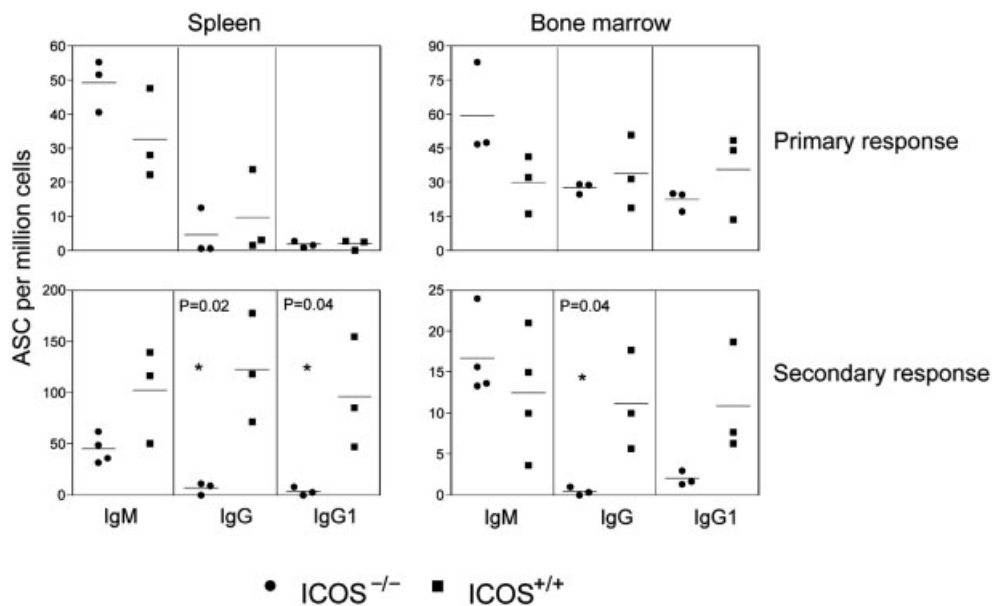 Spleen
Bone marrow
ASC per million cells
60
50
40
30
20
10
0
90
75
60
45
30
15
0
Primary response
200
150
100
50
0
P=0.02
P=0.04
*
*
25
20
15
10
5
0
P=0.04
*
Secondary response
IgM
IgG
IgG1
IgM
IgG
IgG1
● ICOS −/− ■ ICOS+/+